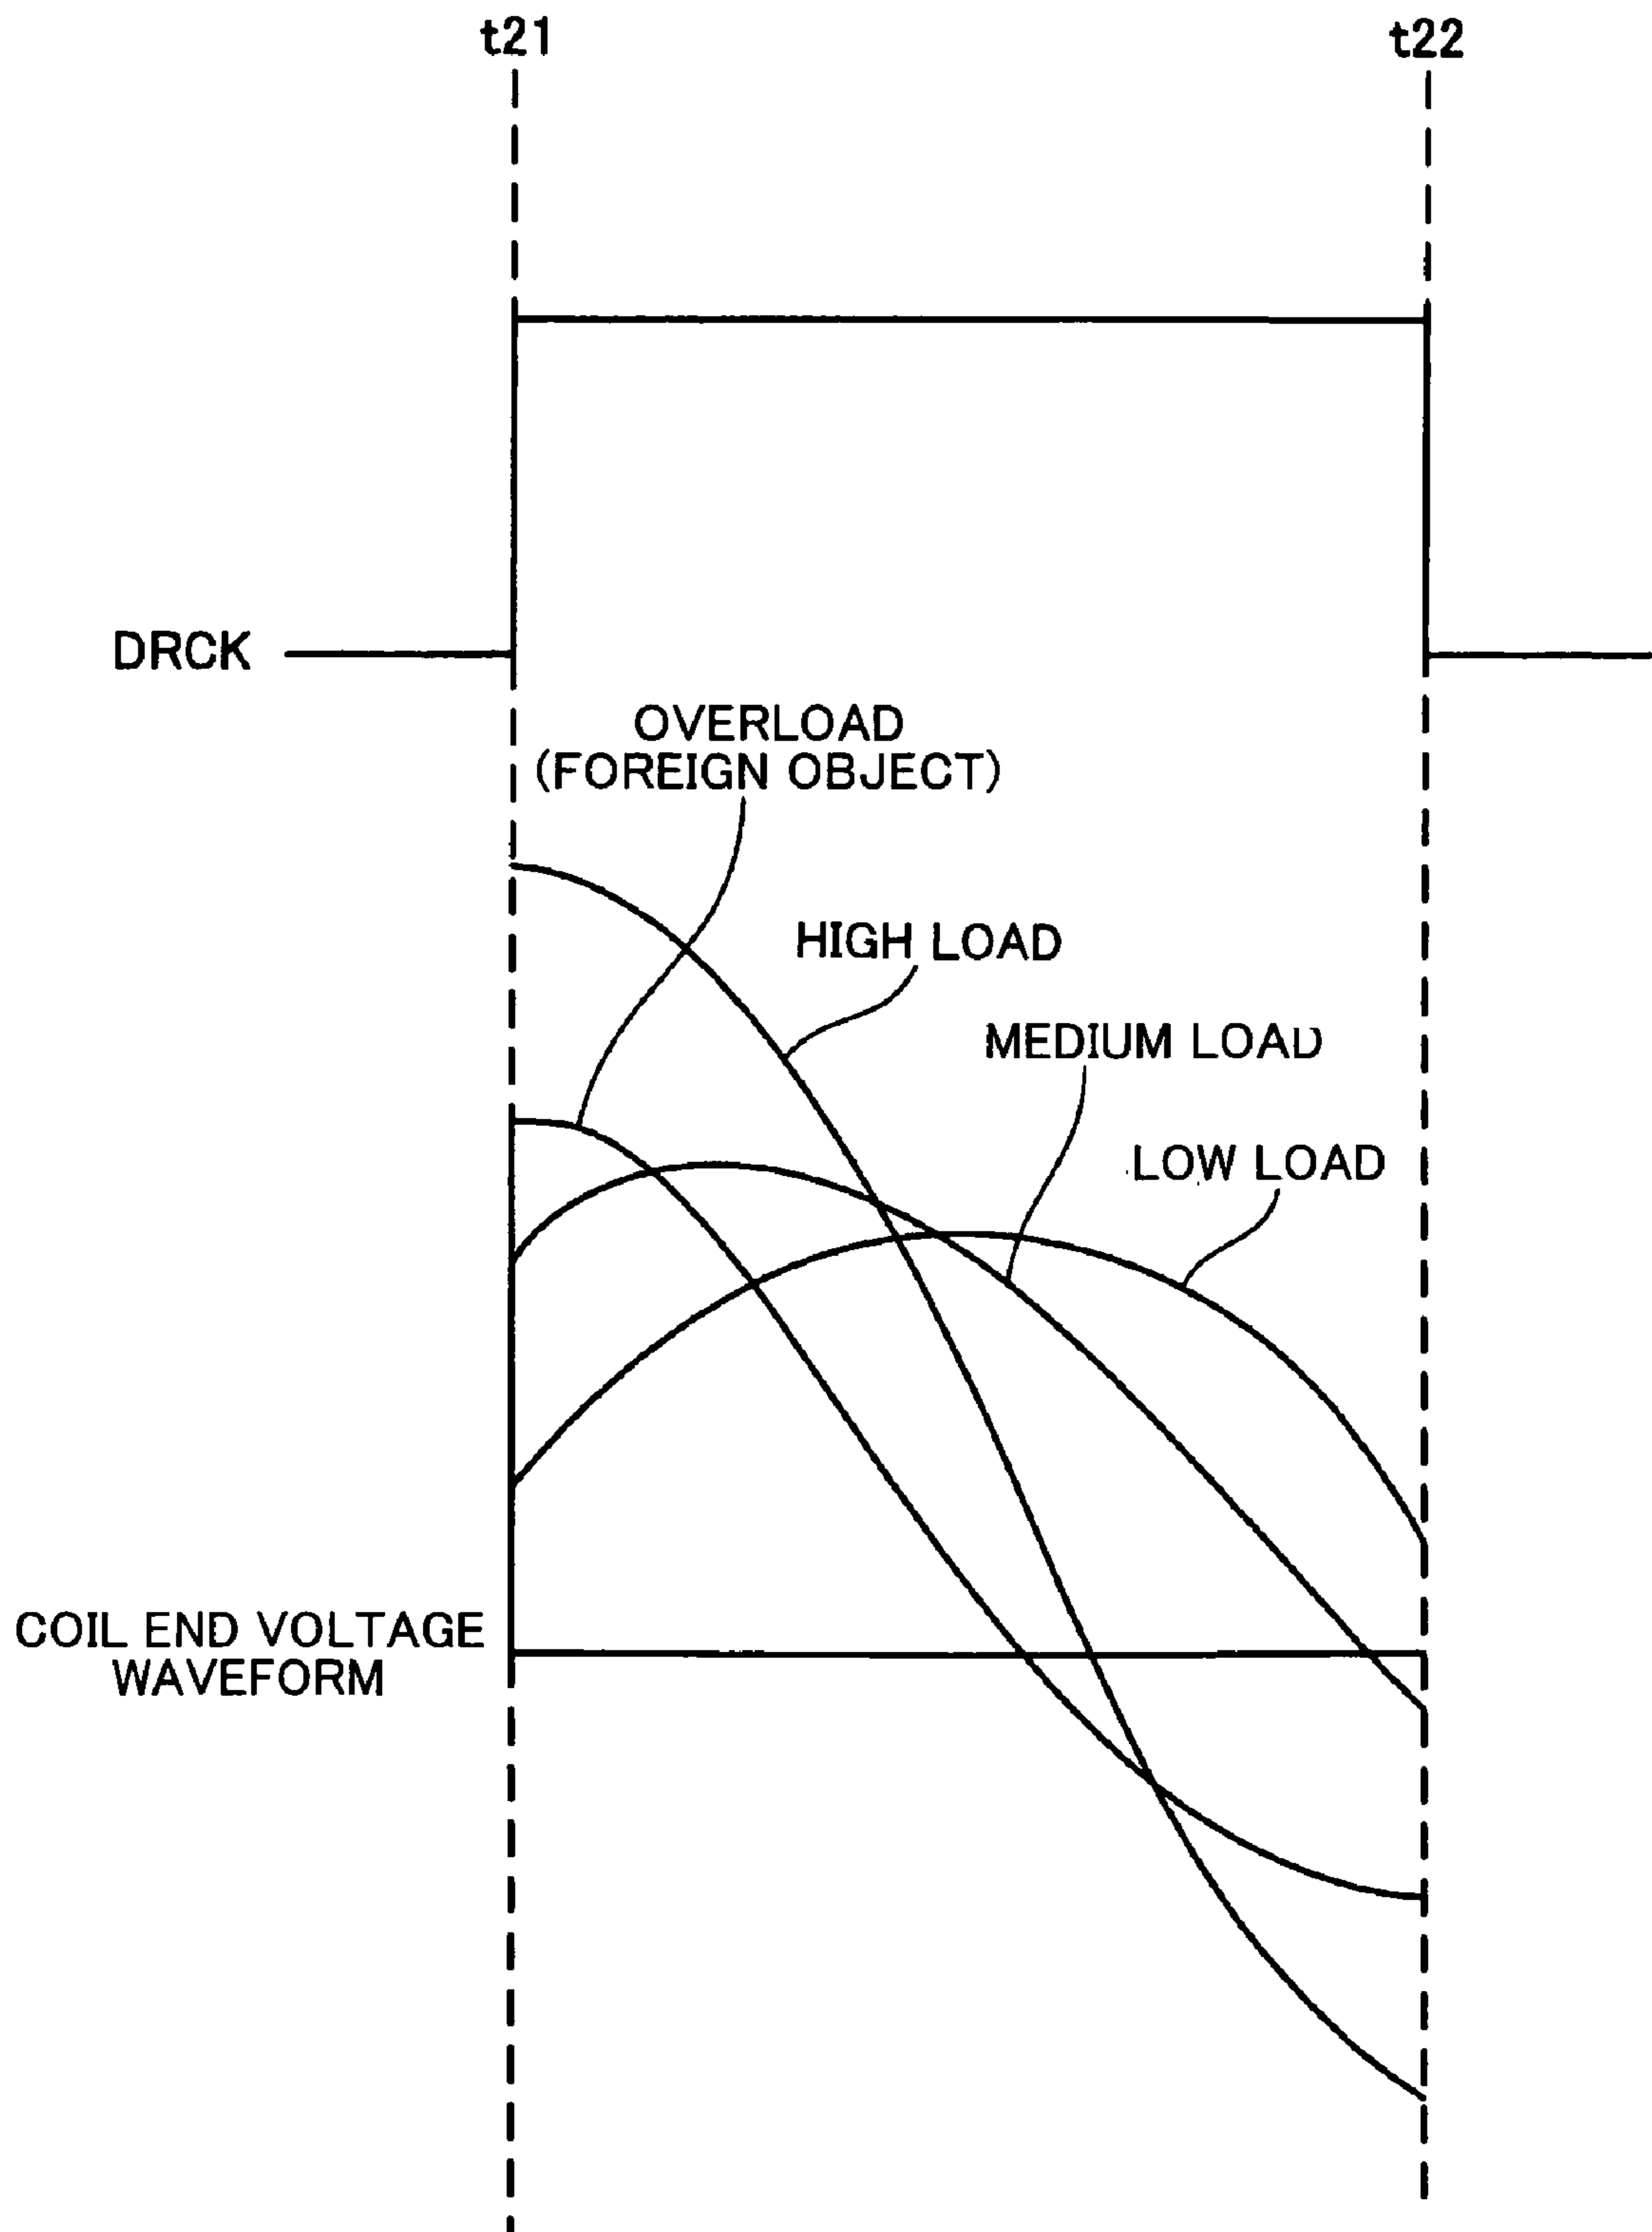 t21
t22
DRCK
OVERLOAD
(FOREIGN OBJECT)
HIGH LOAD
MEDIUM LOAD
LOW LOAD
COIL END VOLTAGE
WAVEFORM